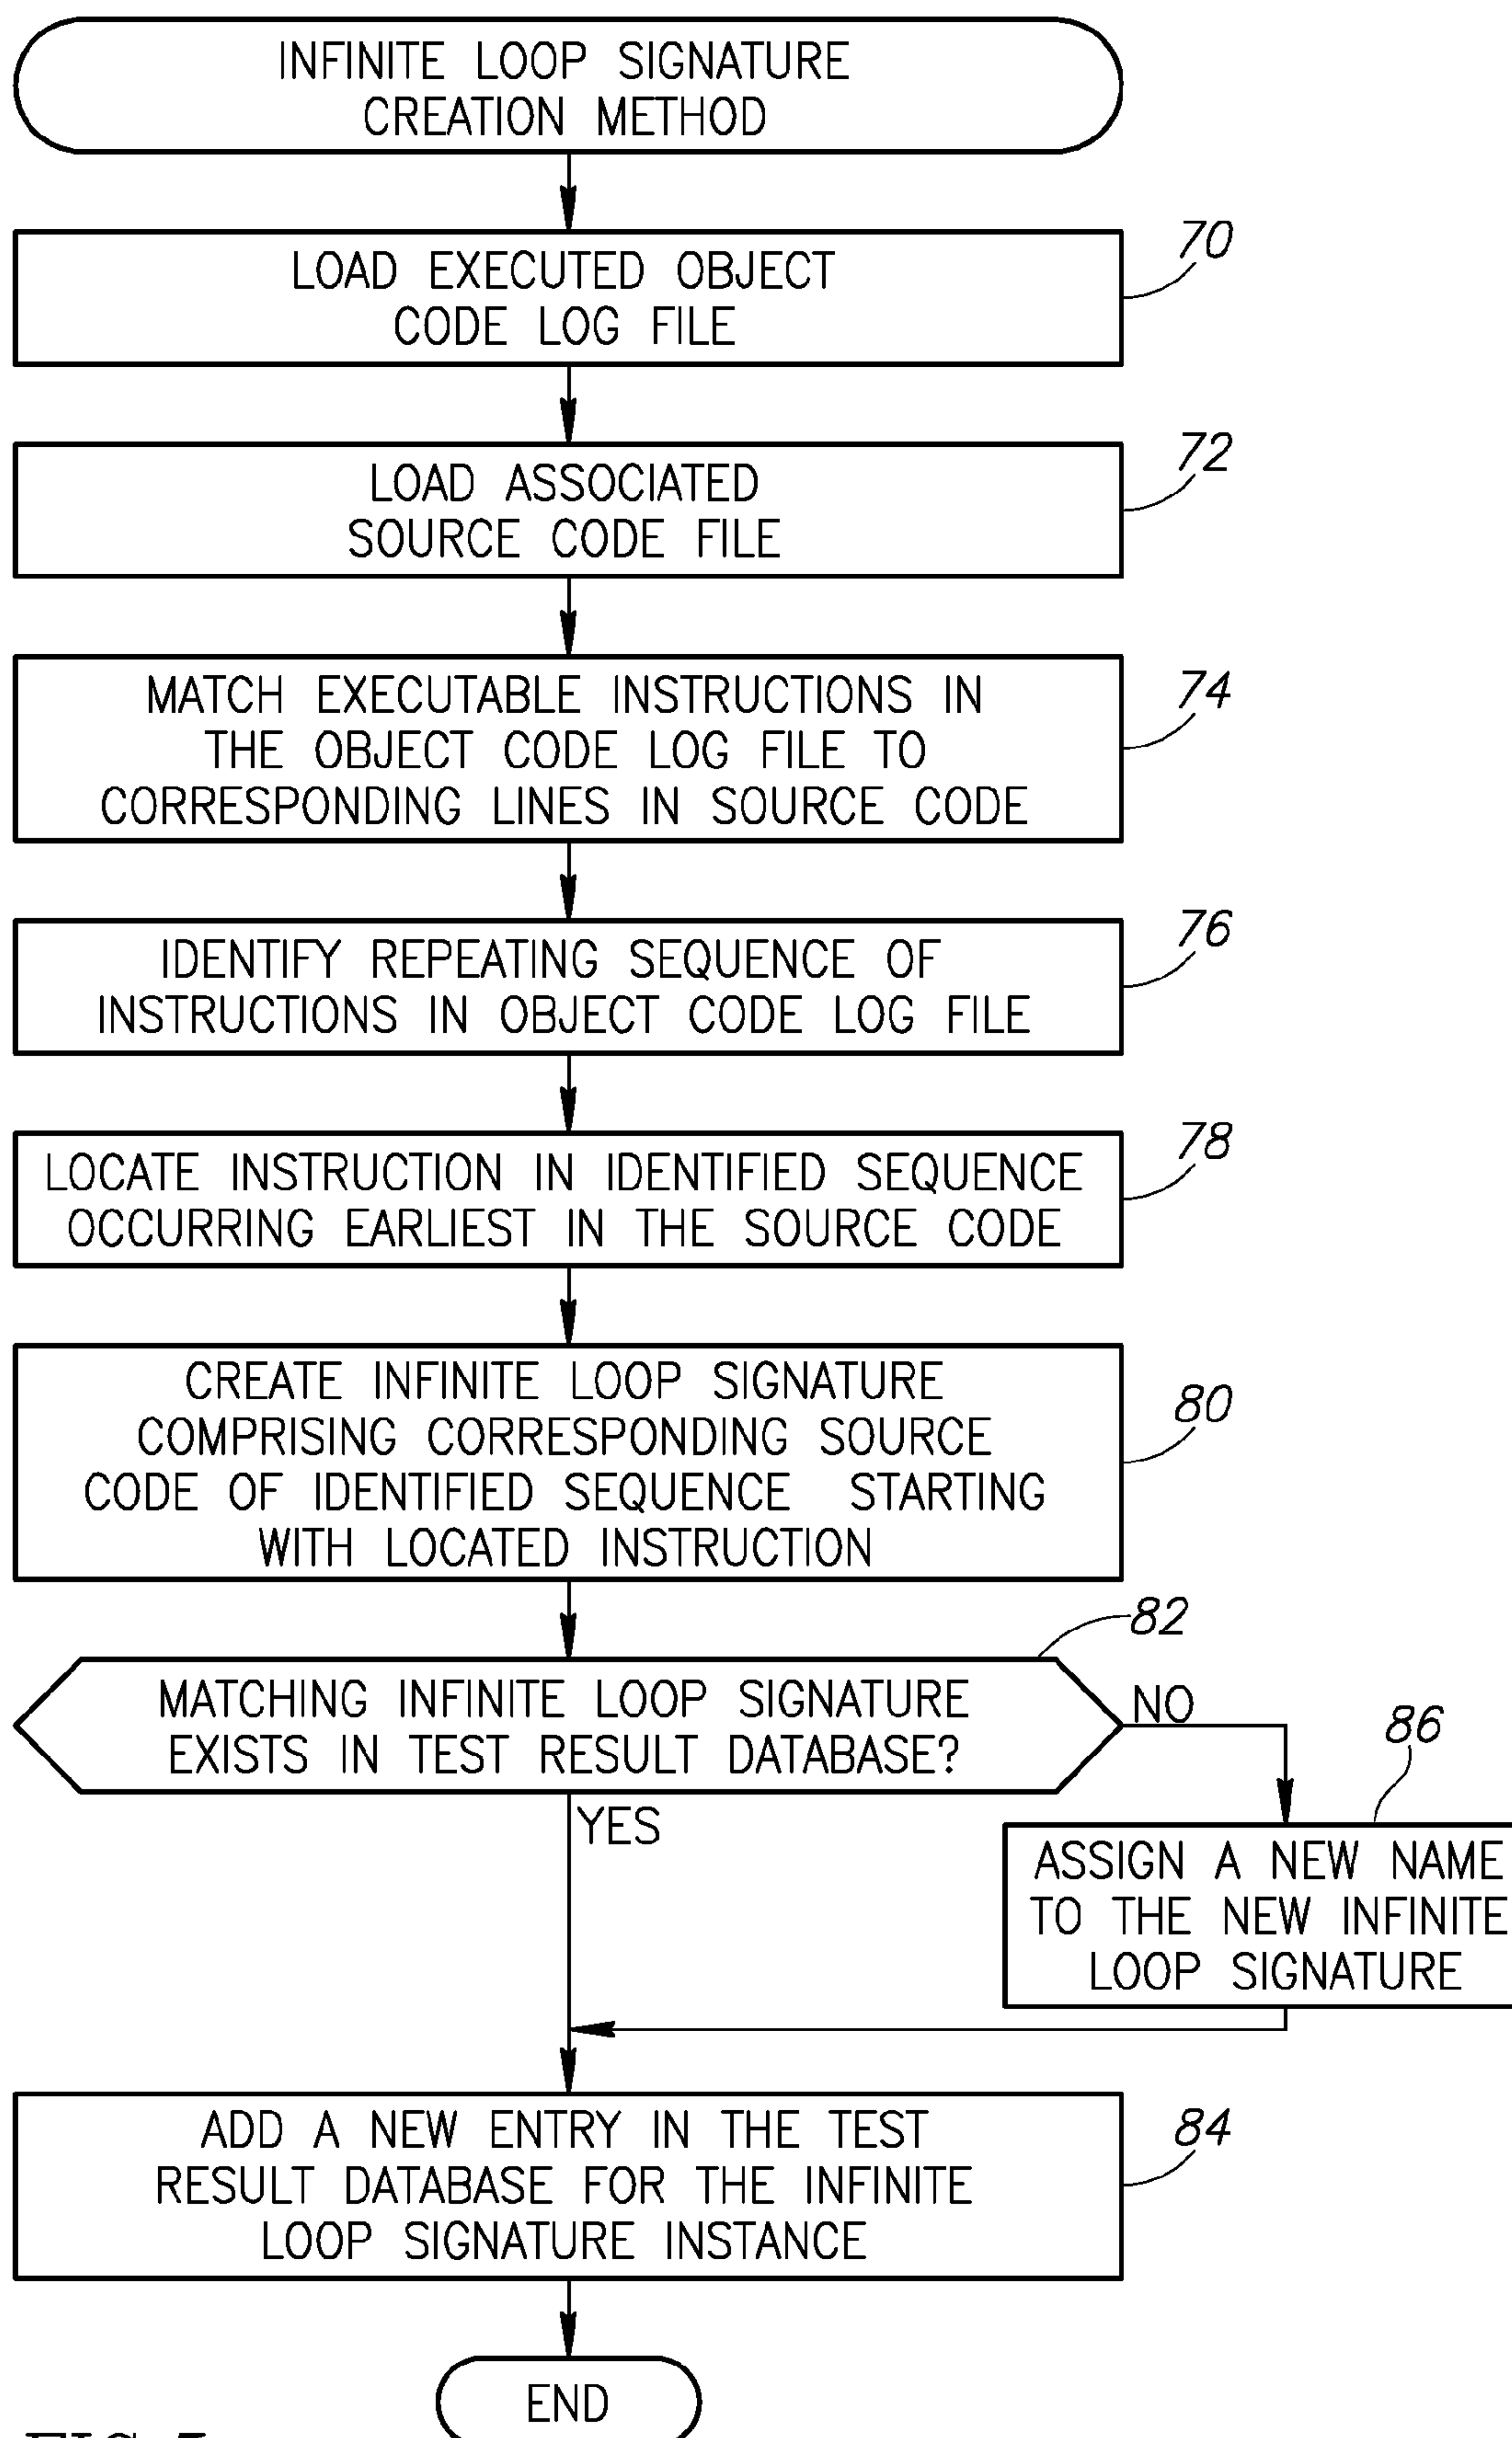 INFINITE LOOP SIGNATURE
CREATION METHOD
70
LOAD EXECUTED OBJECT
CODE LOG FILE
72
LOAD ASSOCIATED
SOURCE CODE FILE
74
MATCH EXECUTABLE INSTRUCTIONS IN
THE OBJECT CODE LOG FILE TO
CORRESPONDING LINES IN SOURCE CODE
76
IDENTIFY REPEATING SEQUENCE OF
INSTRUCTIONS IN OBJECT CODE LOG FILE
78
LOCATE INSTRUCTION IN IDENTIFIED SEQUENCE
OCCURRING EARLIEST IN THE SOURCE CODE
80
CREATE INFINITE LOOP SIGNATURE
COMPRISING CORRESPONDING SOURCE
CODE OF IDENTIFIED SEQUENCE STARTING
WITH LOCATED INSTRUCTION
82
MATCHING INFINITE LOOP SIGNATURE
EXISTS IN TEST RESULT DATABASE?
NO
86
YES
ASSIGN A NEW NAME
TO THE NEW INFINITE
LOOP SIGNATURE
84
ADD A NEW ENTRY IN THE TEST
RESULT DATABASE FOR THE INFINITE
LOOP SIGNATURE INSTANCE
END